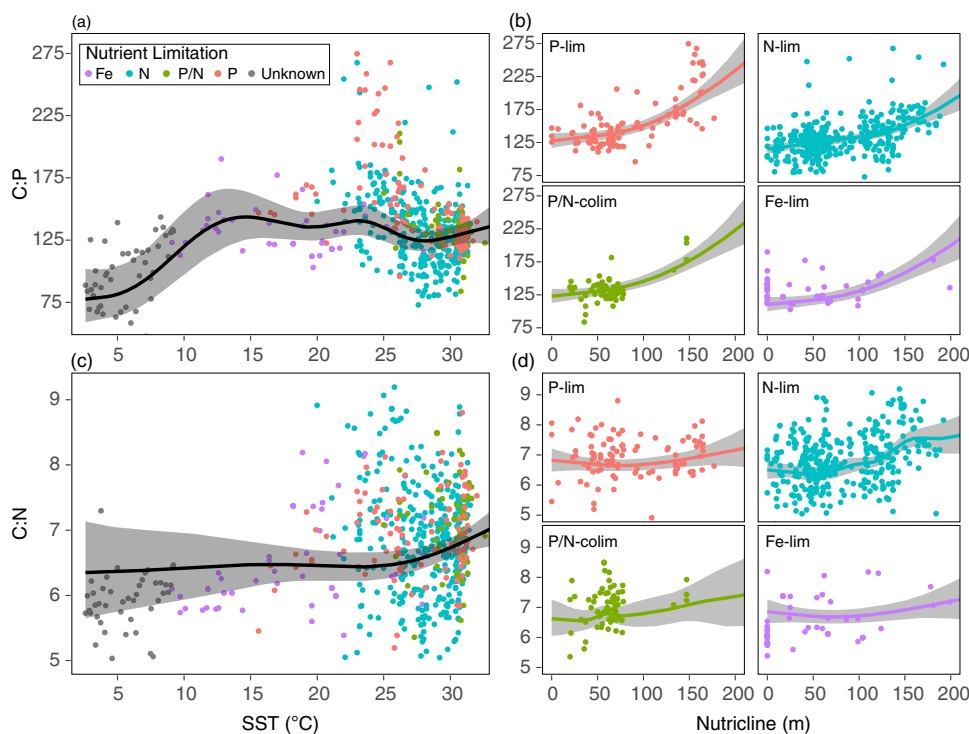 (a)
Nutrient Limitation
Fe N P/N P Unknown
C:P
275
225
175
125
75
5 10 15 20 25 30
(b)
P-lim
N-lim
275
225
175
125
75
P/N-colim
Fe-lim
275
225
175
125
75
0 50 100 150 200 0 50 100 150 200
(c)
C:N
9
8
7
6
5
5 10 15 20 25 30
SST (°C)
(d)
P-lim
N-lim
9
8
7
6
5
P/N-colim
Fe-lim
9
8
7
6
5
0 50 100 150 200 0 50 100 150 200
Nutricline (m)